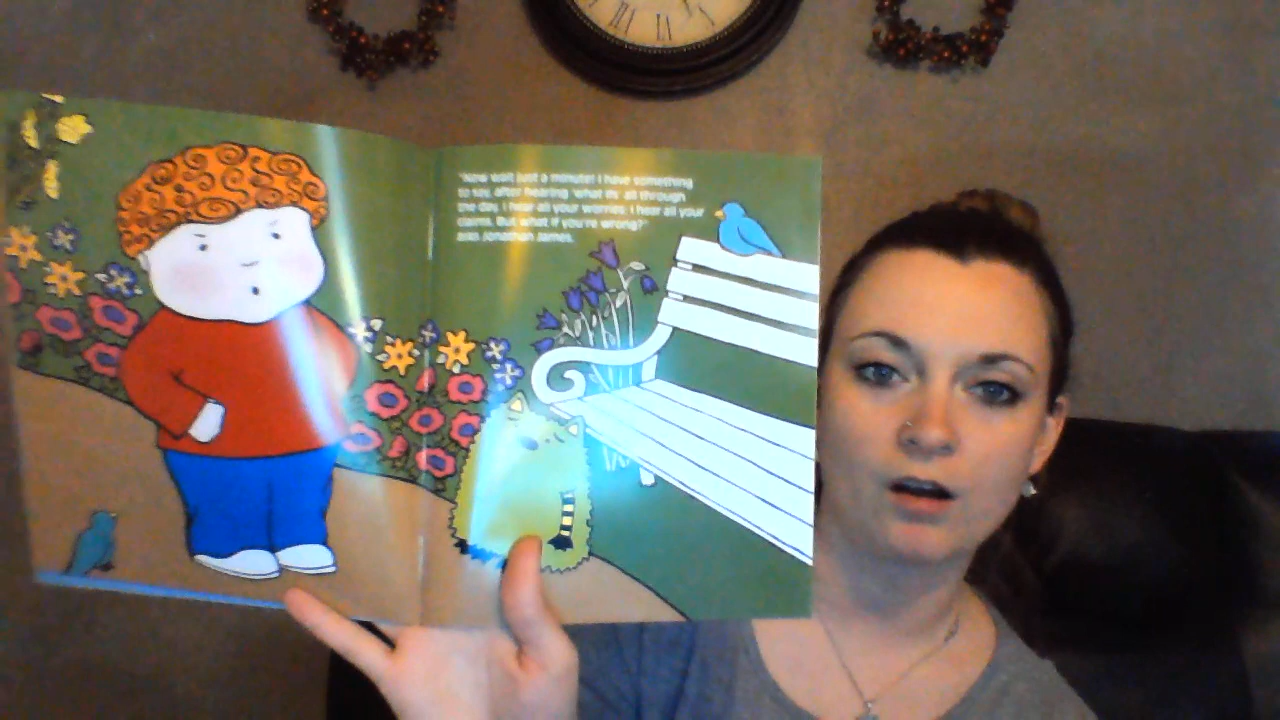 "Now wait just a minute! I have something
to say, after hearing 'what ifs' all through
the day. I hear all your worries; I hear all your
claims. But what if you're wrong?"
asks Jonathan James.